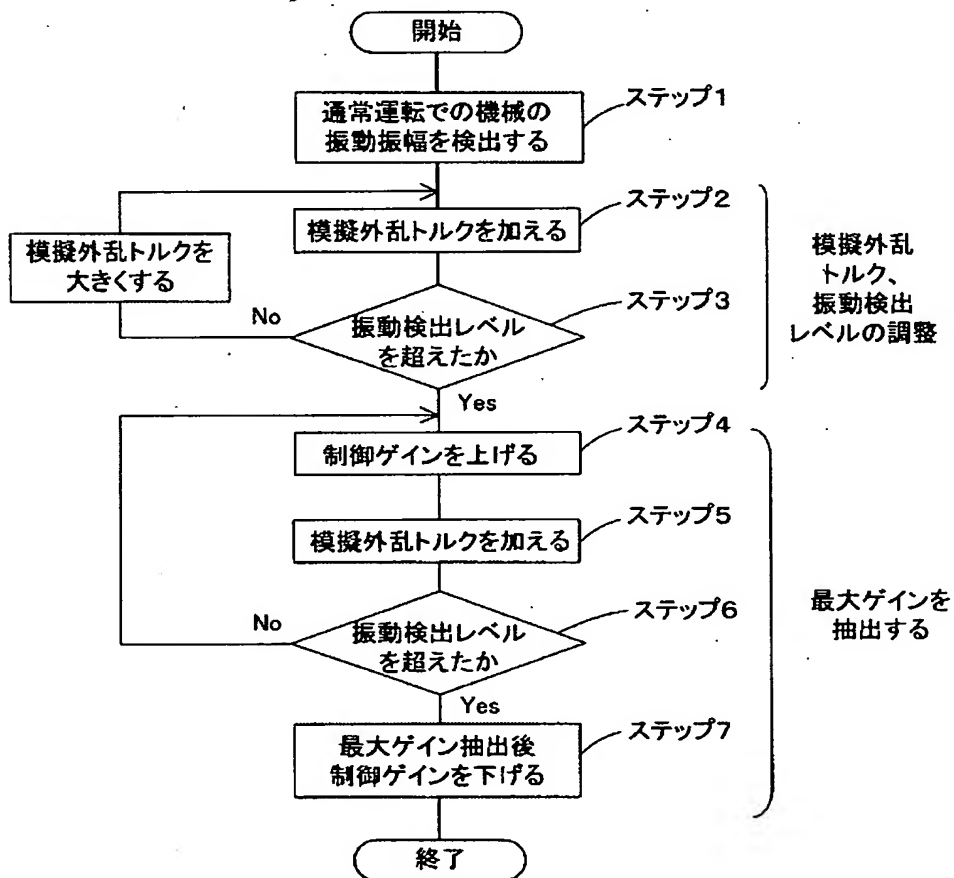 開始
通常運転での機械の
振動振幅を検出する
ステップ1
模擬外乱トルクを加える
ステップ2
模擬外乱トルクを
大きくする
振動検出レベル
を超えたか
ステップ3
No
Yes
模擬外乱
トルク、
振動検出
レベルの調整
制御ゲインを上げる
ステップ4
模擬外乱トルクを加える
ステップ5
振動検出レベル
を超えたか
ステップ6
No
Yes
最大ゲイン抽出後
制御ゲインを下げる
ステップ7
最大ゲインを
抽出する
終了